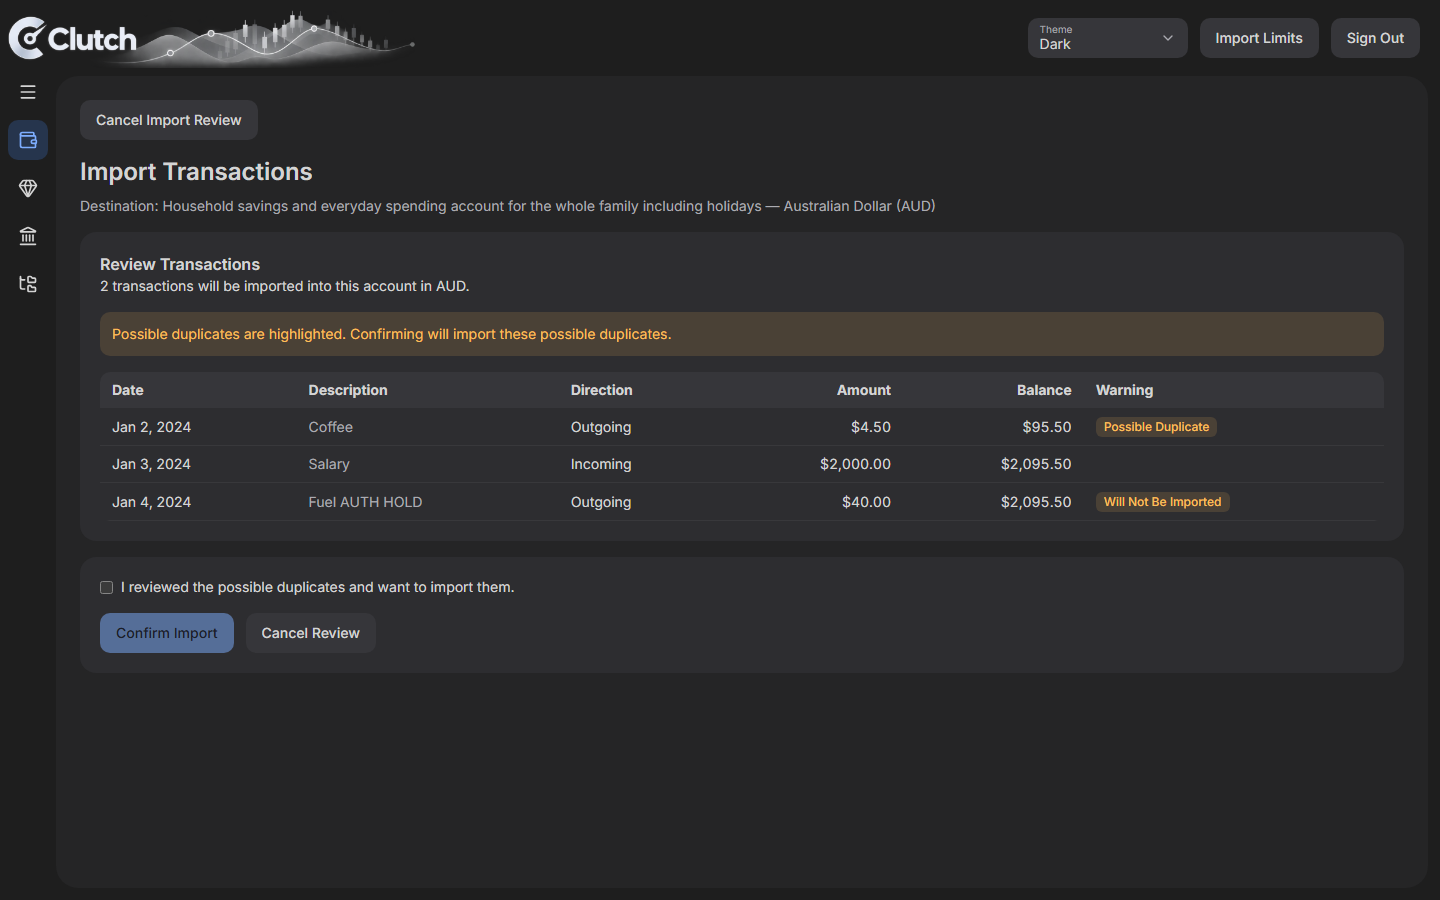 Clutch
Theme
Dark
Import Limits
Sign Out
Cancel Import Review
Import Transactions
Destination: Household savings and everyday spending account for the whole family including holidays — Australian Dollar (AUD)
Review Transactions
2 transactions will be imported into this account in AUD.
Possible duplicates are highlighted. Confirming will import these possible duplicates.
Date Description Direction Amount Balance Warning
Jan 2, 2024 Coffee Outgoing $4.50 $95.50 Possible Duplicate
Jan 3, 2024 Salary Incoming $2,000.00 $2,095.50
Jan 4, 2024 Fuel AUTH HOLD Outgoing $40.00 $2,095.50 Will Not Be Imported
I reviewed the possible duplicates and want to import them.
Confirm Import
Cancel Review